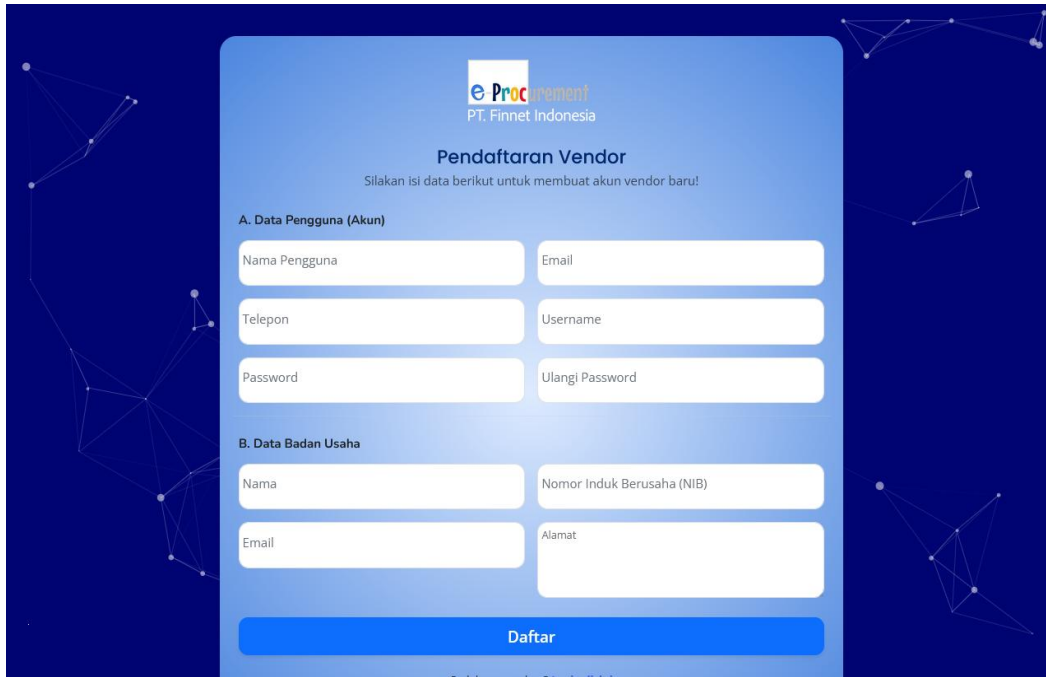 e-Procurement
PT. Finnet Indonesia
Pendaftaran Vendor
Silakan isi data berikut untuk membuat akun vendor baru!
A. Data Pengguna (Akun)
Nama Pengguna
Email
Telepon
Username
Password
Ulangi Password
B. Data Badan Usaha
Nama
Nomor Induk Berusaha (NIB)
Email
Alamat
Daftar